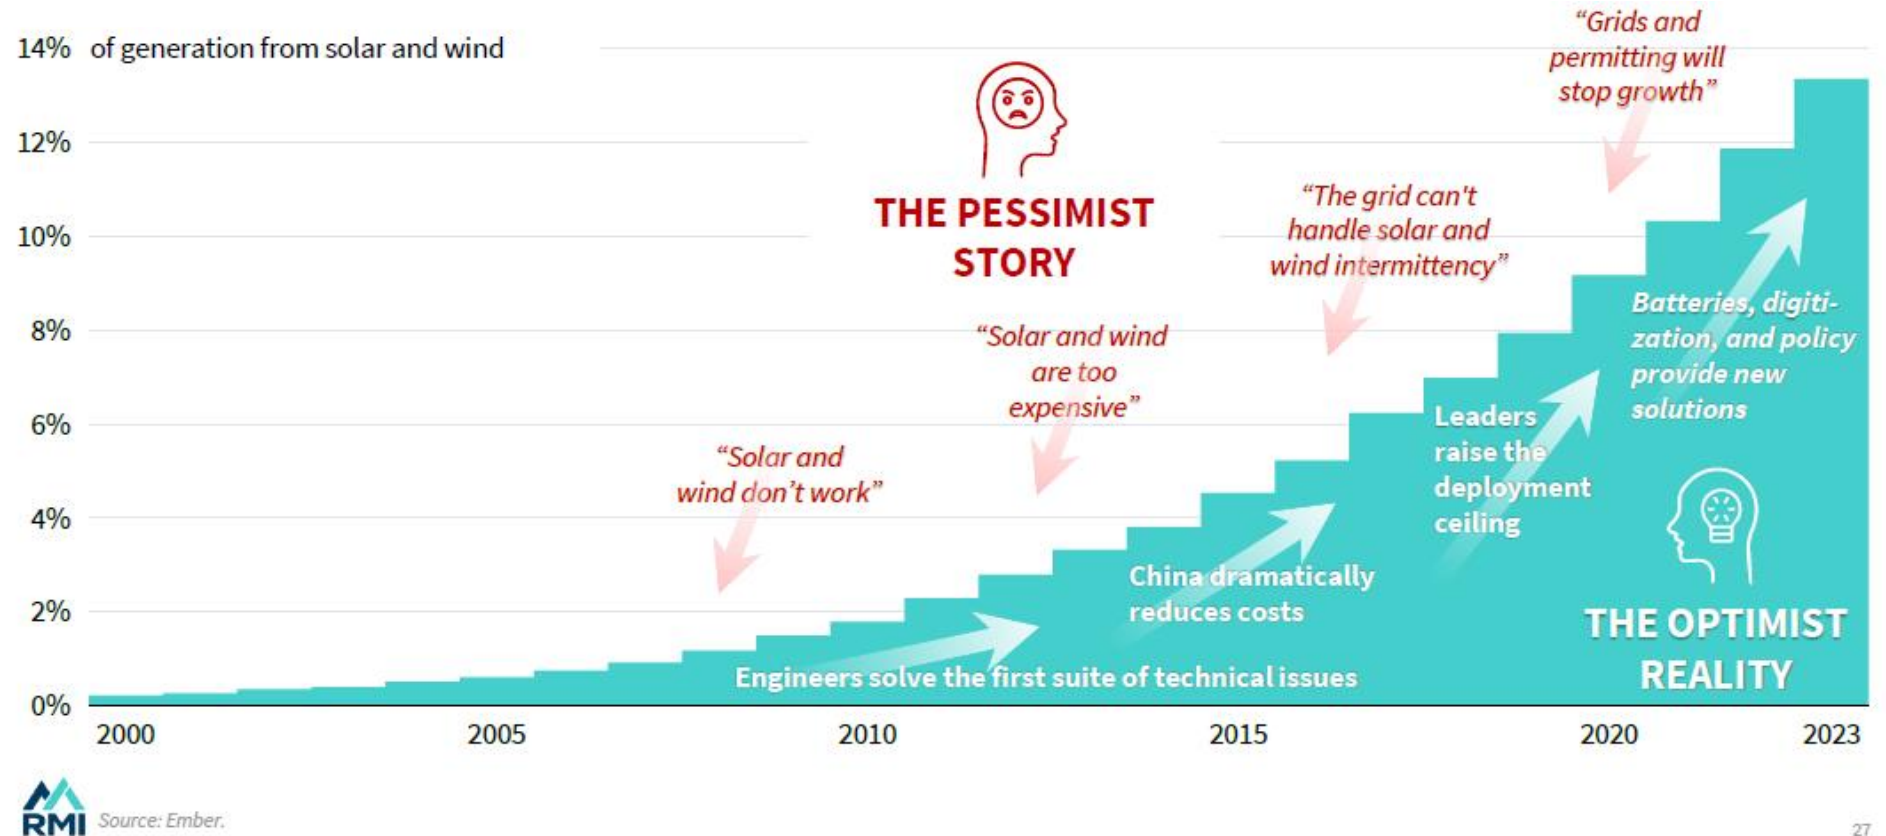 14% of generation from solar and wind
12%
10%
8%
6%
4%
2%
0%
THE PESSIMIST
STORY
“Solar and
wind don’t work”
“Solar and wind
are too
expensive”
“The grid can't
handle solar and
wind intermittency”
“Grids and
permitting will
stop growth”
Engineers solve the first suite of technical issues
China dramatically
reduces costs
Leaders
raise the
deployment
ceiling
Batteries, digiti-
zation, and policy
provide new
solutions
THE OPTIMIST
REALITY
2000 2005 2010 2015 2020 2023
RMI Source: Ember.
27